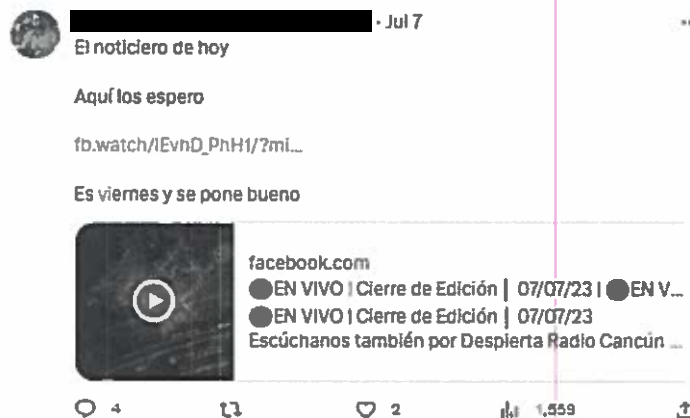 · Jul 7
El noticiero de hoy
Aquí los espero
fb.watch/lEvhD_PhH1/?mi...
Es viernes y se pone bueno
facebook.com
EN VIVO | Cierre de Edición | 07/07/23 | EN V...
EN VIVO | Cierre de Edición | 07/07/23
Escúchanos también por Despierta Radio Cancún ...
4 2 1,559